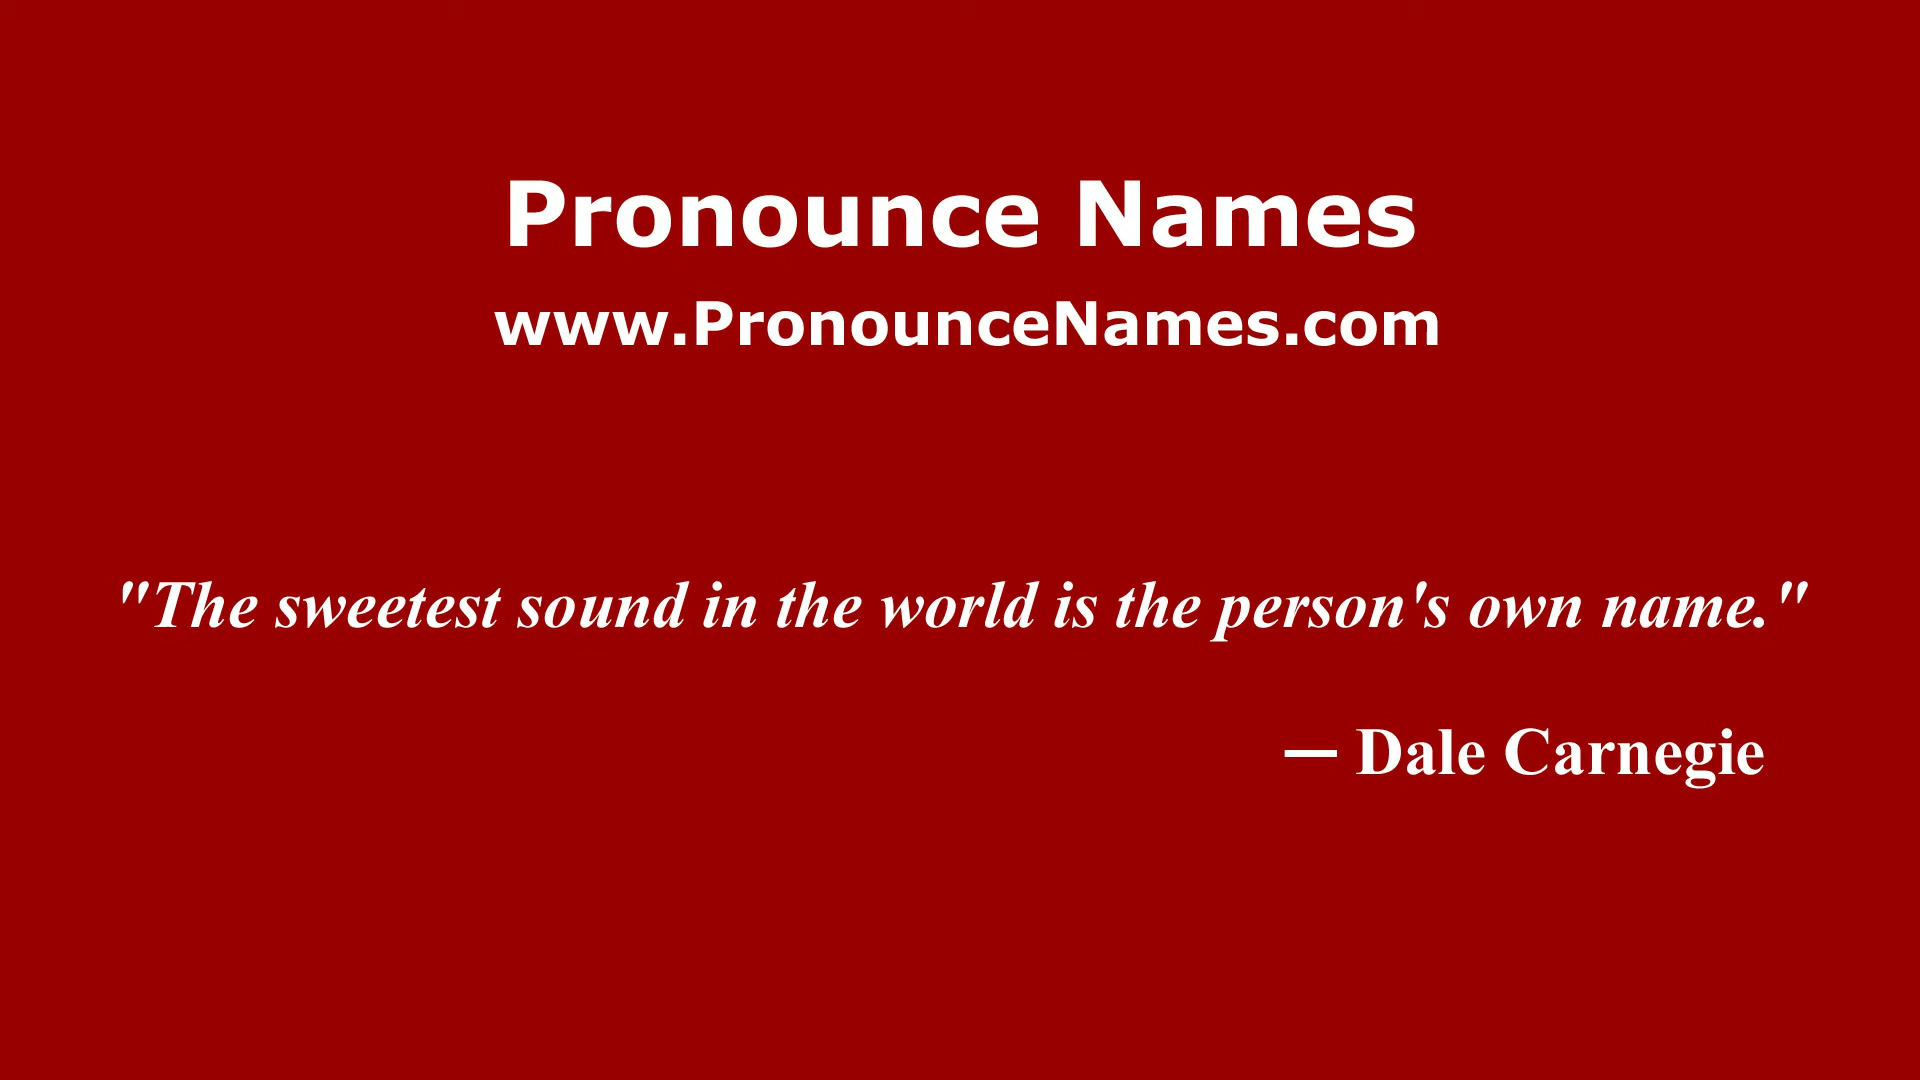 Pronounce Names
www.PronounceNames.com
"The sweetest sound in the world is the person's own name."
— Dale Carnegie